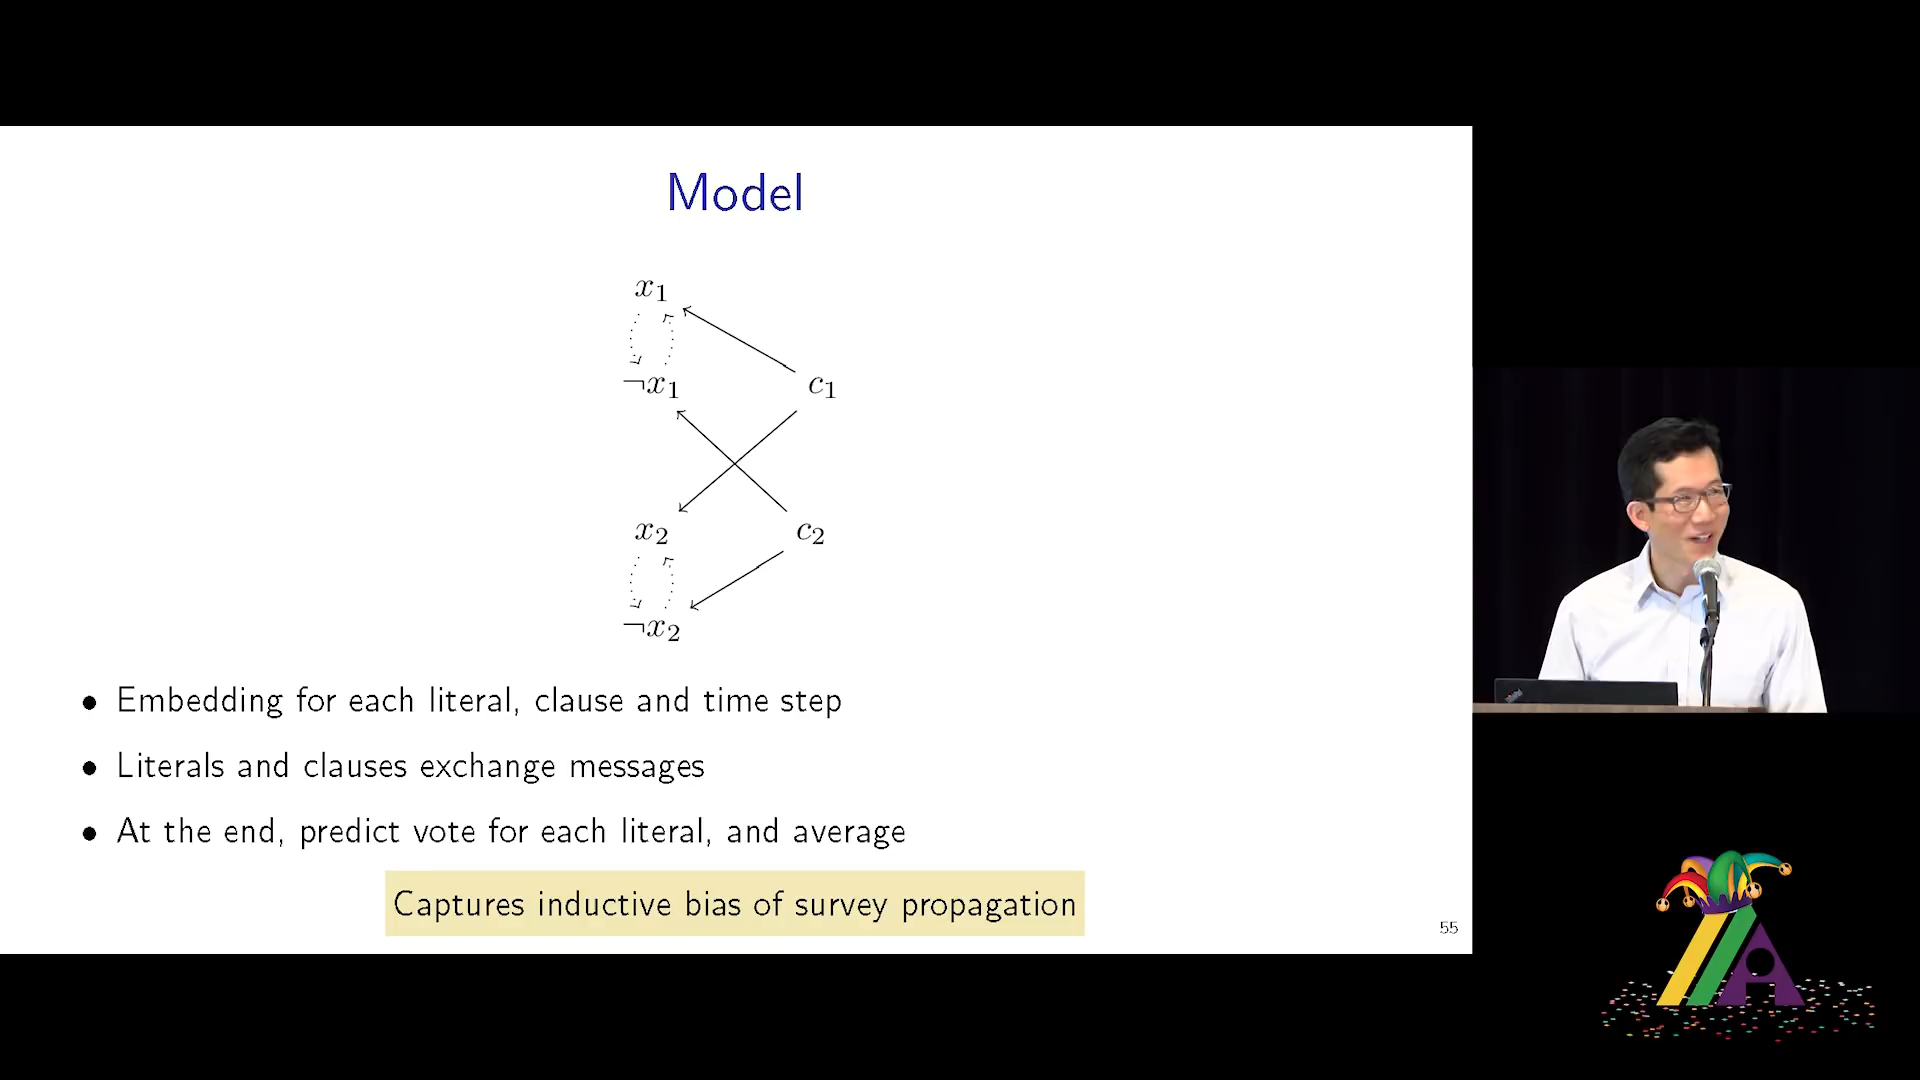 Model
x1
¬x1
c1
x2
c2
¬x2
• Embedding for each literal, clause and time step
• Literals and clauses exchange messages
• At the end, predict vote for each literal, and average
Captures inductive bias of survey propagation
55